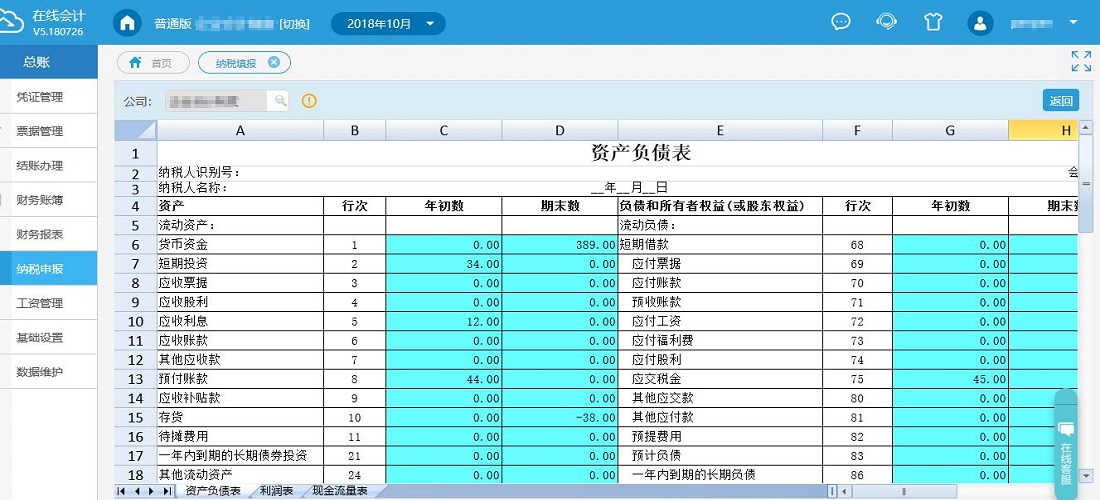 在线会计
V5.180726
普通版
[切换]
2018年10月
总账
首页
纳税填报
凭证管理
票据管理
结账办理
财务账簿
财务报表
纳税申报
工资管理
基础设置
数据维护
公司:
返回
A B C D E F G H
1 资产负债表
2 纳税人识别号: 会
3 纳税人名称: __年__月__日
4 资产 行次 年初数 期末数 负债和所有者权益(或股东权益) 行次 年初数 期末
5 流动资产: 流动负债:
6 货币资金 1 0.00 389.00 短期借款 68 0.00
7 短期投资 2 34.00 0.00 应付票据 69 0.00
8 应收票据 3 0.00 0.00 应付账款 70 0.00
9 应收股利 4 0.00 0.00 预收账款 71 0.00
10 应收利息 5 12.00 0.00 应付工资 72 0.00
11 应收账款 6 0.00 0.00 应付福利费 73 0.00
12 其他应收款 7 0.00 0.00 应付股利 74 0.00
13 预付账款 8 44.00 0.00 应交税金 75 45.00
14 应收补贴款 9 0.00 0.00 其他应交款 80 0.00
15 存货 10 0.00 -38.00 其他应付款 81 0.00
16 待摊费用 11 0.00 0.00 预提费用 82 0.00
17 一年内到期的长期债券投资 21 0.00 0.00 预计负债 83 0.00
18 其他流动资产 24 0.00 0.00 一年内到期的长期负债 86 0.00
资产负债表 利润表 现金流量表
在线客服